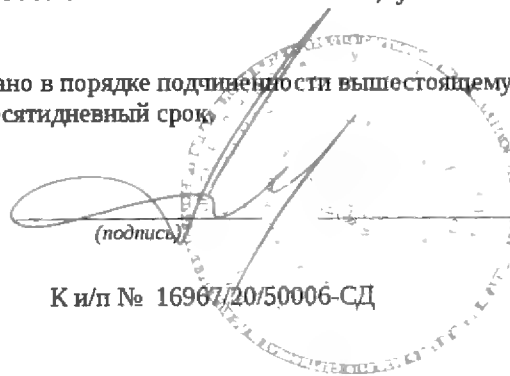 ано в порядке подчиненности вышестоящему
сятидневный срок,
(подпись)
К и/п № 16967/20/50006-СД